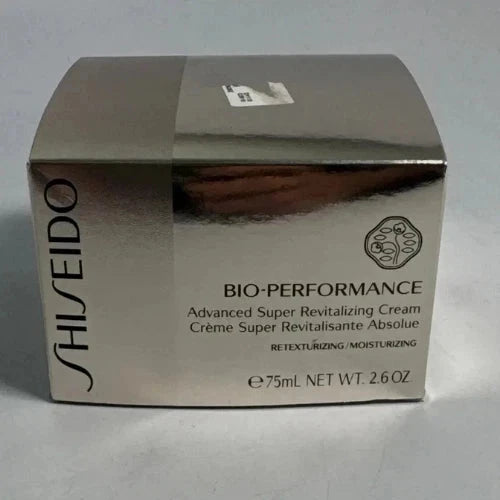 SHISEIDO
BIO-PERFORMANCE
Advanced Super Revitalizing Cream
Crème Super Revitalisante Absolue
RETEXTURIZING/MOISTURIZING
℮75mL NET WT. 2.6 OZ.